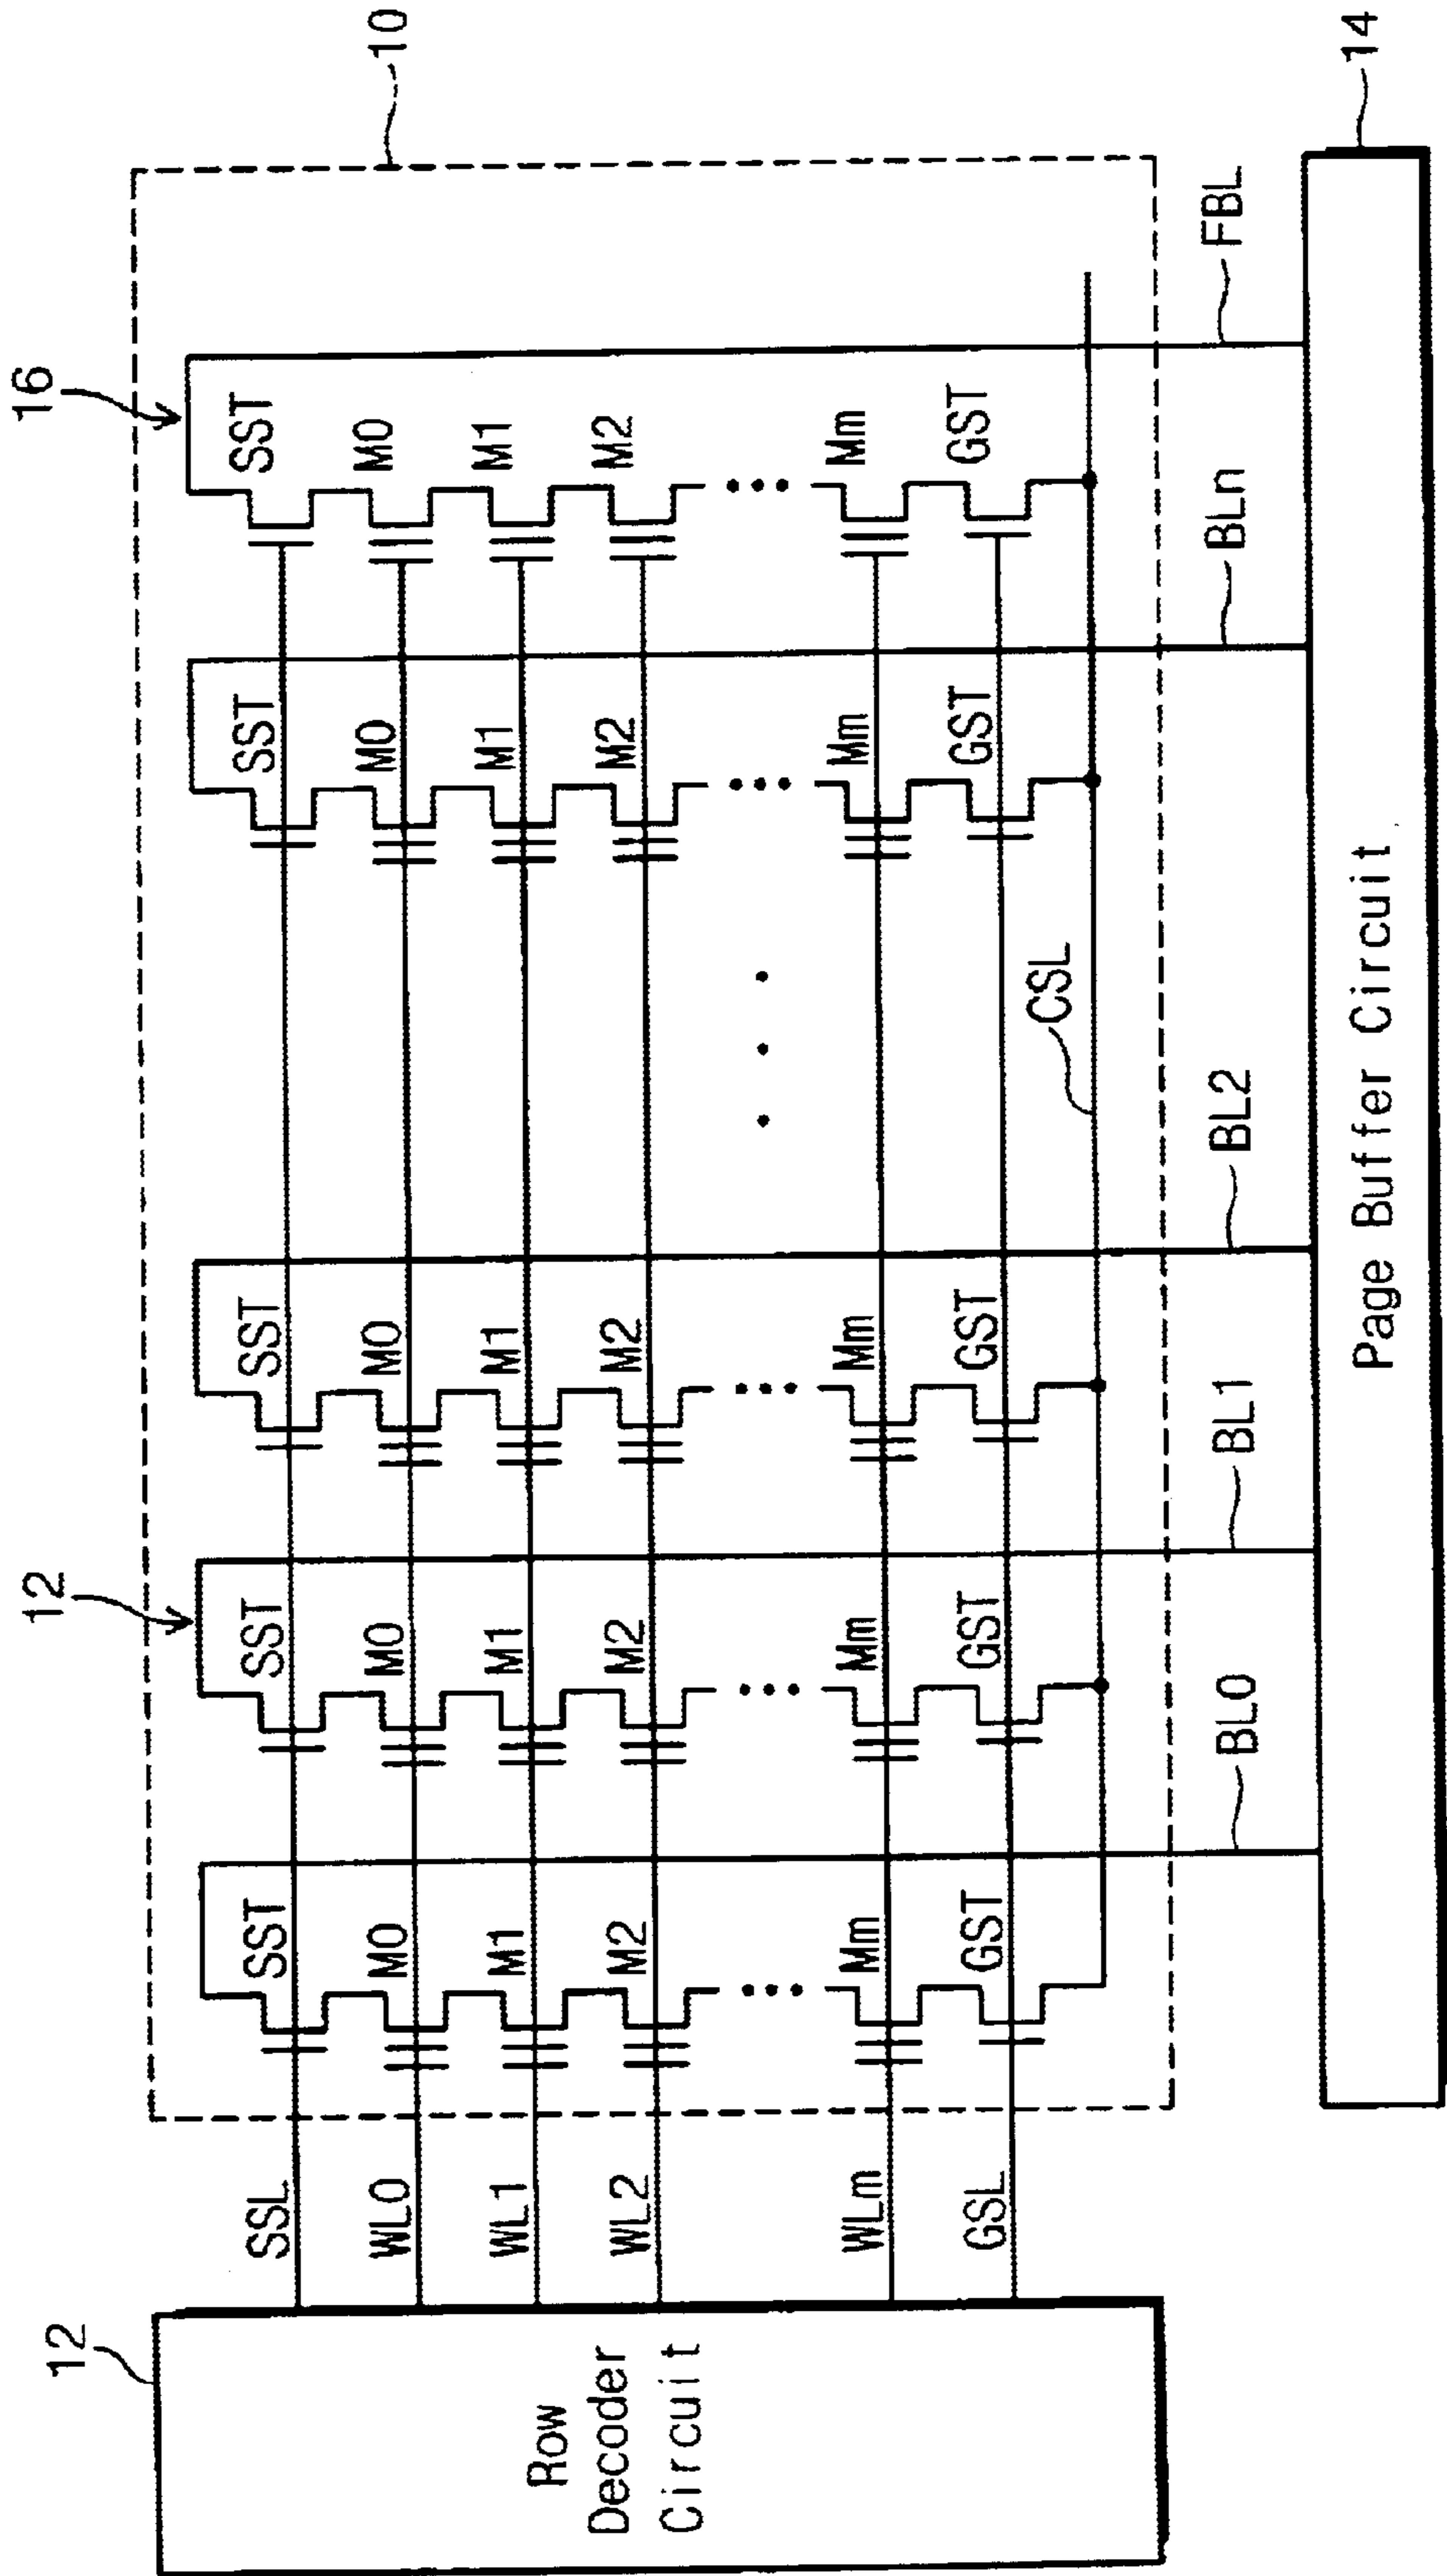 16
10
12
12
SST
SST
SST
SST
SST
SSL
M0
M0
M0
M0
M0
WL0
M1
M1
M1
M1
M1
WL1
M2
M2
M2
M2
M2
WL2
Mm
Mm
Mm
Mm
Mm
WLm
GST
GST
GST
GST
GST
GSL
CSL
Row
Decoder
Circuit
BL0
BL1
BL2
BLn
FBL
Page Buffer Circuit
14